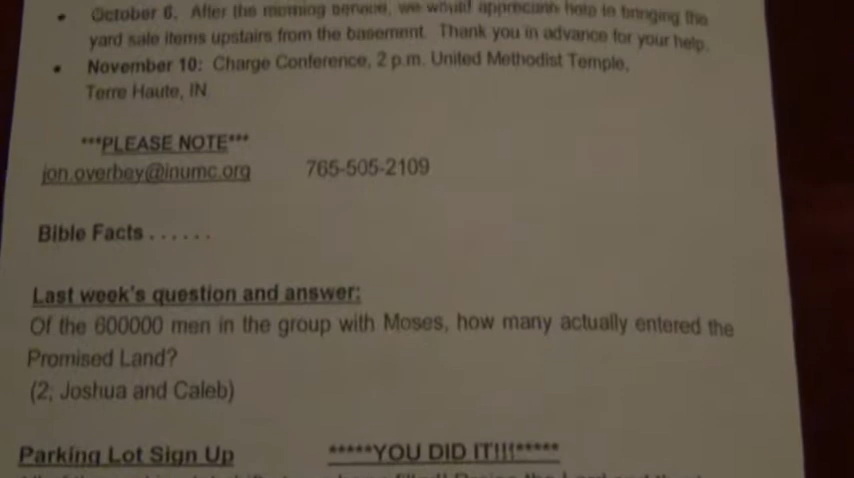 • October 6. After the morning service, we would appreciate help in bringing the
yard sale items upstairs from the basement. Thank you in advance for your help.
• November 10: Charge Conference, 2 p.m. United Methodist Temple,
Terre Haute, IN
***PLEASE NOTE***
jon.overbey@inumc.org 765-505-2109
Bible Facts . . . . . .
Last week's question and answer:
Of the 600000 men in the group with Moses, how many actually entered the
Promised Land?
(2; Joshua and Caleb)
Parking Lot Sign Up *****YOU DID IT!!!*****